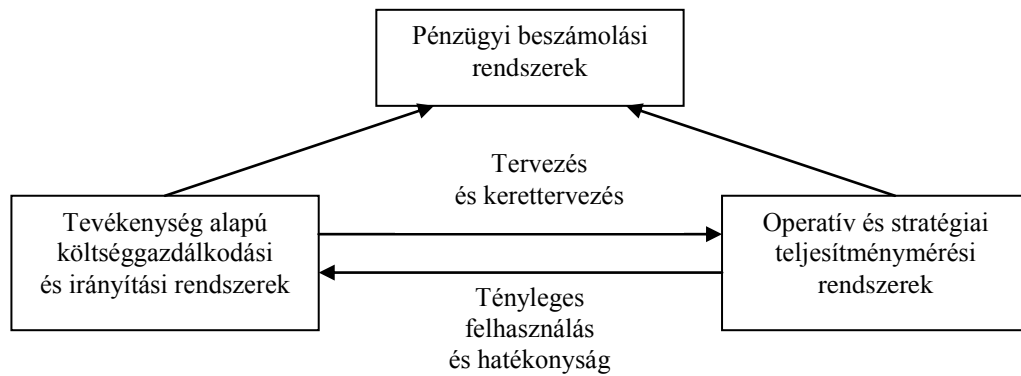 Pénzügyi beszámolási
rendszerek
Tervezés
és kerettervezés
Tevékenység alapú
költséggazdálkodási
és irányítási rendszerek
Operatív és stratégiai
teljesítménymérési
rendszerek
Tényleges
felhasználás
és hatékonyság